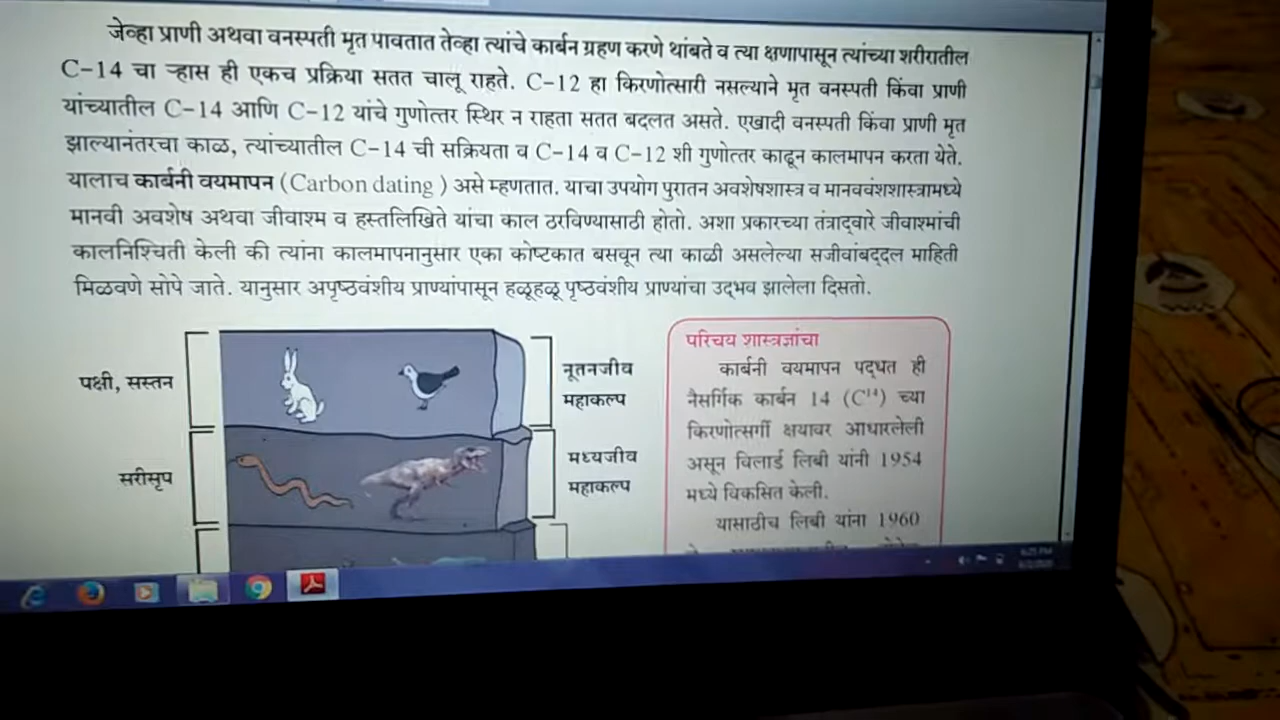 जेव्हा प्राणी अथवा वनस्पती मृत पावतात तेव्हा त्यांचे कार्बन ग्रहण करणे थांबते व त्या क्षणापासून त्यांच्या शरीरातील
C-14 चा ऱ्हास ही एकच प्रक्रिया सतत चालू राहते. C-12 हा किरणोत्सारी नसल्याने मृत वनस्पती किंवा प्राणी
यांच्यातील C-14 आणि C-12 यांचे गुणोत्तर स्थिर न राहता सतत बदलत असते. एखादी वनस्पती किंवा प्राणी मृत
झाल्यानंतरचा काळ, त्यांच्यातील C-14 ची सक्रियता व C-14 व C-12 शी गुणोत्तर काढून कालमापन करता येते.
यालाच कार्बनी वयमापन (Carbon dating ) असे म्हणतात. याचा उपयोग पुरातन अवशेषशास्त्र व मानववंशशास्त्रामध्ये
मानवी अवशेष अथवा जीवाश्म व हस्तलिखिते यांचा काल ठरविण्यासाठी होतो. अशा प्रकारच्या तंत्राद्वारे जीवाश्मांची
कालनिश्चिती केली की त्यांना कालमापनानुसार एका कोष्टकात बसवून त्या काळी असलेल्या सजीवांबद्दल माहिती
मिळवणे सोपे जाते. यानुसार अपृष्ठवंशीय प्राण्यांपासून हळूहळू पृष्ठवंशीय प्राण्यांचा उद्भव झालेला दिसतो.
पक्षी, सस्तन
नूतनजीव
महाकल्प
सरीसृप
मध्यजीव
महाकल्प
परिचय शास्त्रज्ञांचा
कार्बनी वयमापन पद्धत ही
नैसर्गिक कार्बन 14 (C¹⁴) च्या
किरणोत्सर्गी क्षयावर आधारलेली
असून विलार्ड लिबी यांनी 1954
मध्ये विकसित केली.
यासाठीच लिबी यांना 1960